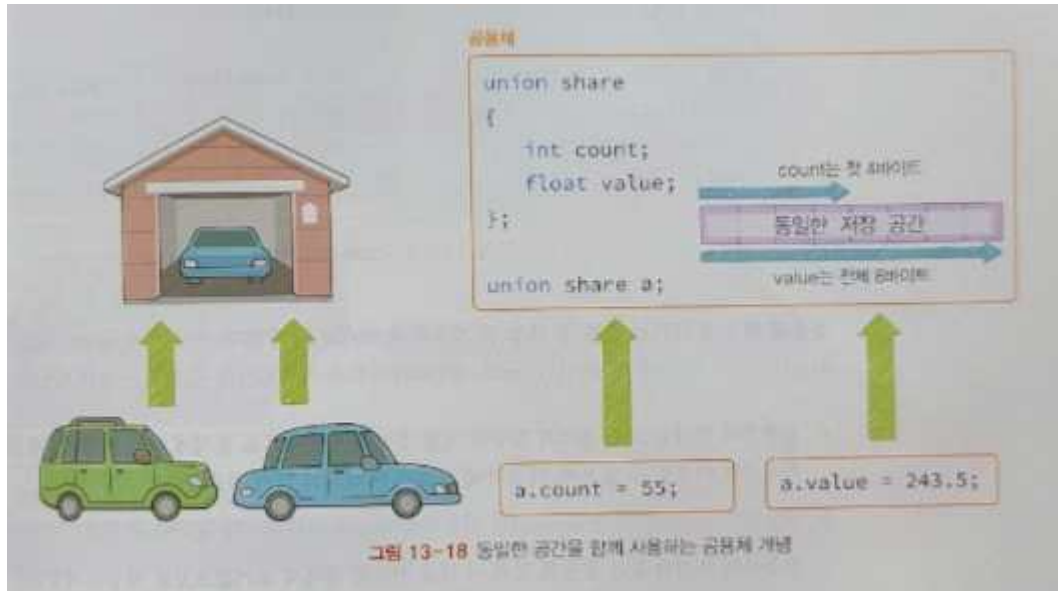 공용체
union share
{
int count;
float value;
};
union share a;
count는 첫 4바이트
동일한 저장 공간
value는 전체 8바이트
a.count = 55;
a.value = 243.5;
그림 13-18 동일한 공간을 함께 사용하는 공용체 개념